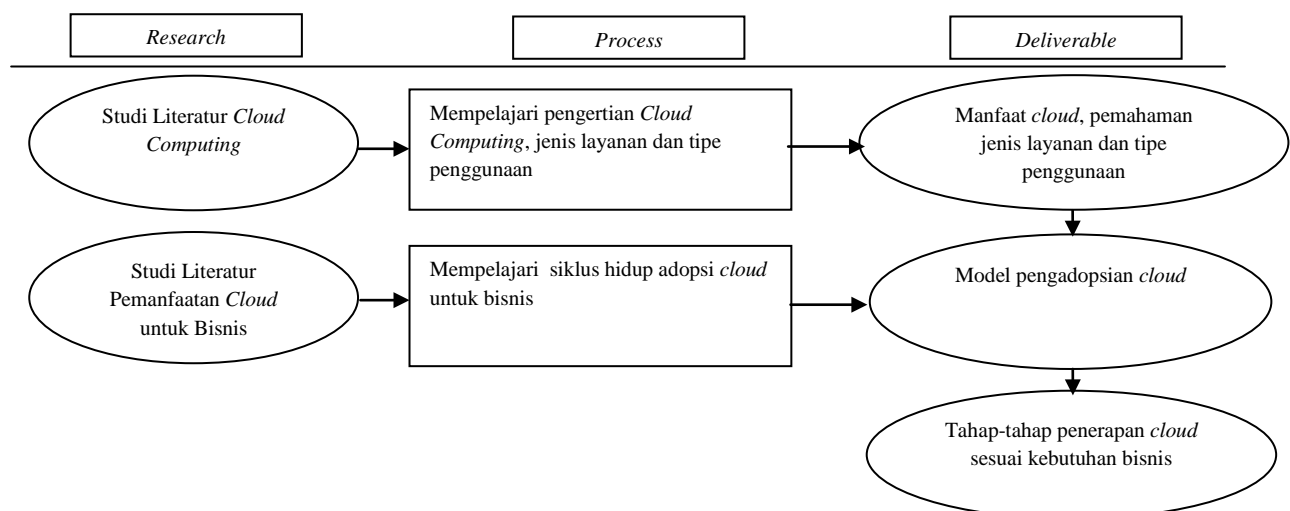 Research
Process
Deliverable
Studi Literatur Cloud
Computing
Mempelajari pengertian Cloud
Computing, jenis layanan dan tipe
penggunaan
Manfaat cloud, pemahaman
jenis layanan dan tipe
penggunaan
Studi Literatur
Pemanfaatan Cloud
untuk Bisnis
Mempelajari siklus hidup adopsi cloud
untuk bisnis
Model pengadopsian cloud
Tahap-tahap penerapan cloud
sesuai kebutuhan bisnis